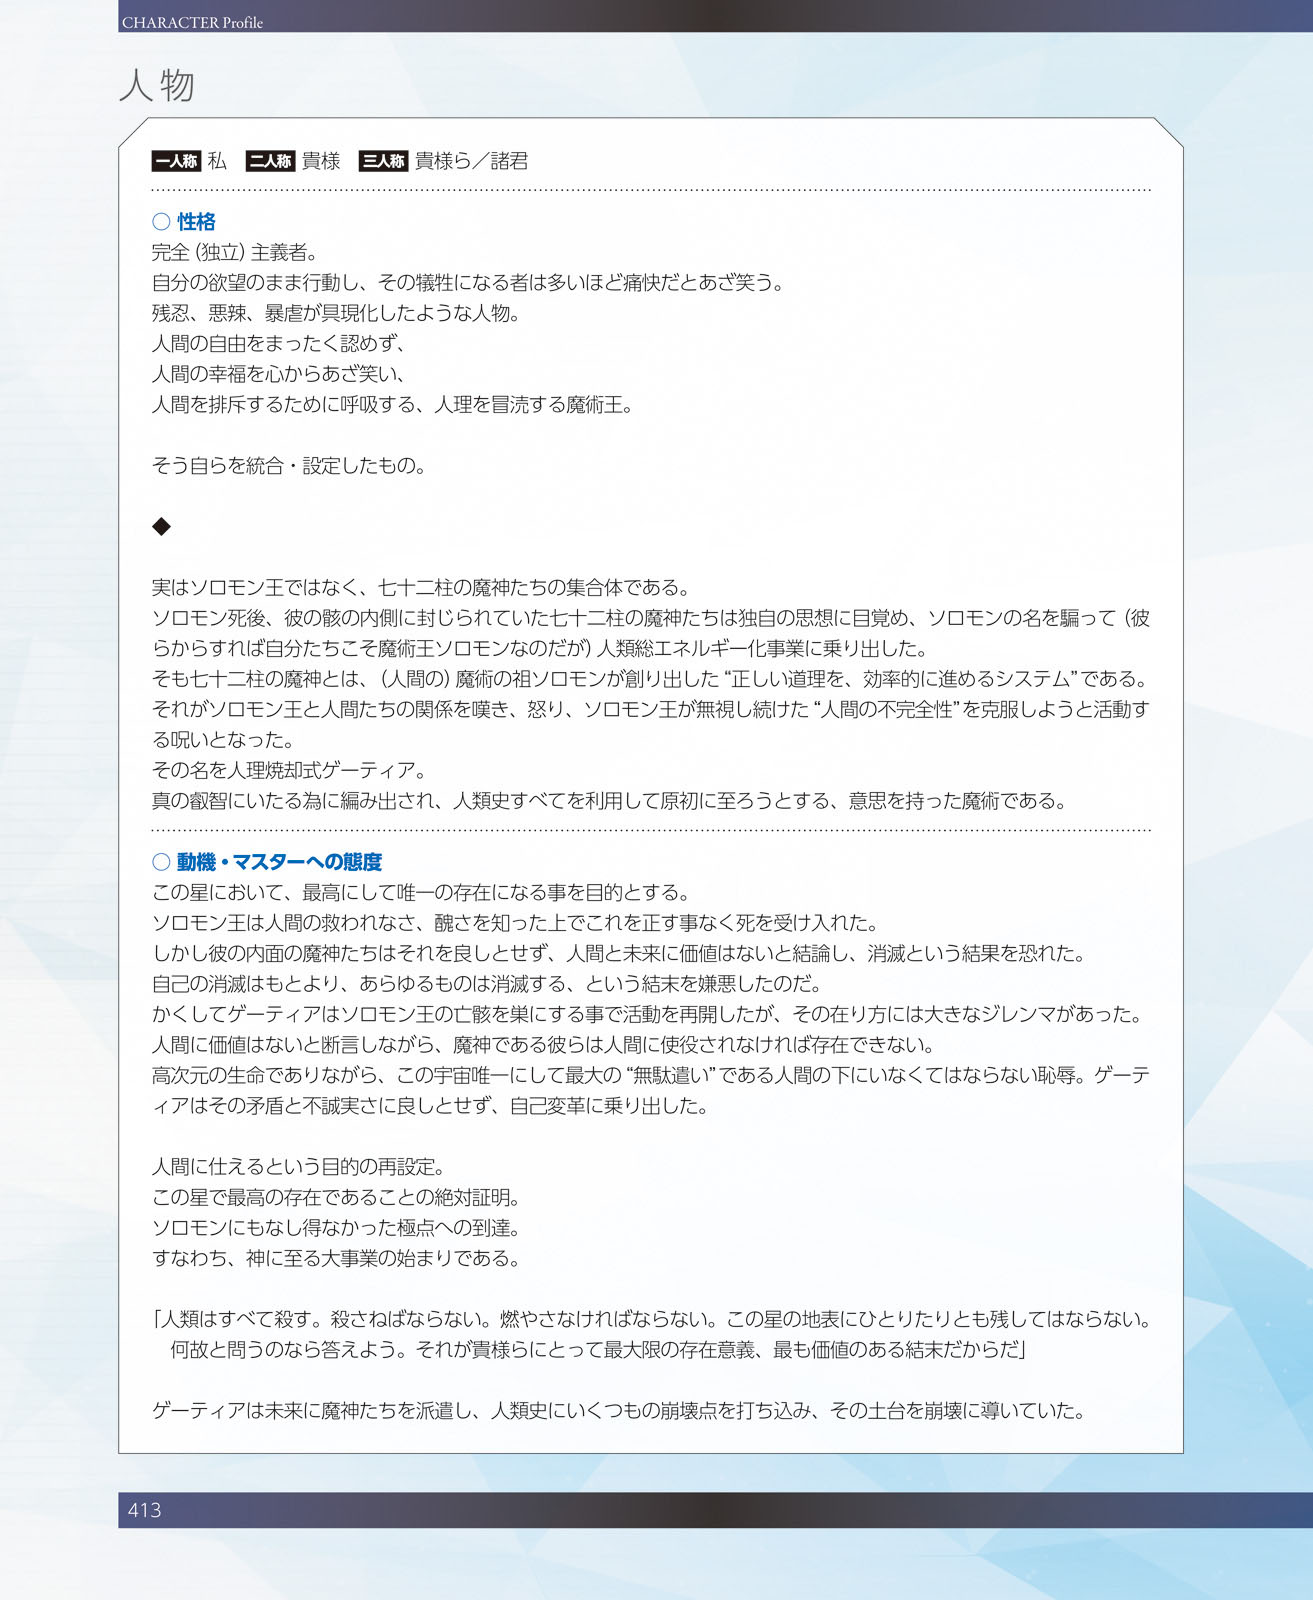 CHARACTER Profile
人物
一人称 私 二人称 貴様 三人称 貴様ら／諸君
○ 性格
完全（独立）主義者。
自分の欲望のまま行動し、その犠牲になる者は多いほど痛快だとあざ笑う。
残忍、悪辣、暴虐が具現化したような人物。
人間の自由をまったく認めず、
人間の幸福を心からあざ笑い、
人間を排斥するために呼吸する、人理を冒涜する魔術王。
そう自らを統合・設定したもの。
◆
実はソロモン王ではなく、七十二柱の魔神たちの集合体である。
ソロモン死後、彼の骸の内側に封じられていた七十二柱の魔神たちは独自の思想に目覚め、ソロモンの名を騙って（彼
らからすれば自分たちこそ魔術王ソロモンなのだが）人類総エネルギー化事業に乗り出した。
そも七十二柱の魔神とは、（人間の）魔術の祖ソロモンが創り出した“正しい道理を、効率的に進めるシステム”である。
それがソロモン王と人間たちの関係を嘆き、怒り、ソロモン王が無視し続けた“人間の不完全性”を克服しようと活動す
る呪いとなった。
その名を人理焼却式ゲーティア。
真の叡智にいたる為に編み出され、人類史すべてを利用して原初に至ろうとする、意思を持った魔術である。
○ 動機・マスターへの態度
この星において、最高にして唯一の存在になる事を目的とする。
ソロモン王は人間の救われなさ、醜さを知った上でこれを正す事なく死を受け入れた。
しかし彼の内面の魔神たちはそれを良しとせず、人間と未来に価値はないと結論し、消滅という結果を恐れた。
自己の消滅はもとより、あらゆるものは消滅する、という結末を嫌悪したのだ。
かくしてゲーティアはソロモン王の亡骸を巣にする事で活動を再開したが、その在り方には大きなジレンマがあった。
人間に価値はないと断言しながら、魔神である彼らは人間に使役されなければ存在できない。
高次元の生命でありながら、この宇宙唯一にして最大の“無駄遣い”である人間の下にいなくてはならない恥辱。ゲーテ
ィアはその矛盾と不誠実さに良しとせず、自己変革に乗り出した。
人間に仕えるという目的の再設定。
この星で最高の存在であることの絶対証明。
ソロモンにもなし得なかった極点への到達。
すなわち、神に至る大事業の始まりである。
「人類はすべて殺す。殺さねばならない。燃やさなければならない。この星の地表にひとりたりとも残してはならない。
何故と問うのなら答えよう。それが貴様らにとって最大限の存在意義、最も価値のある結末だからだ」
ゲーティアは未来に魔神たちを派遣し、人類史にいくつもの崩壊点を打ち込み、その土台を崩壊に導いていた。
413